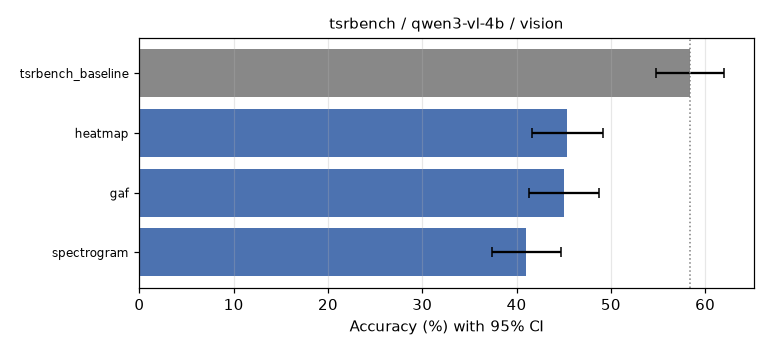 tsrbench / qwen3-vl-4b / vision
tsrbench_baseline
heatmap
gaf
spectrogram
0 10 20 30 40 50 60
Accuracy (%) with 95% CI